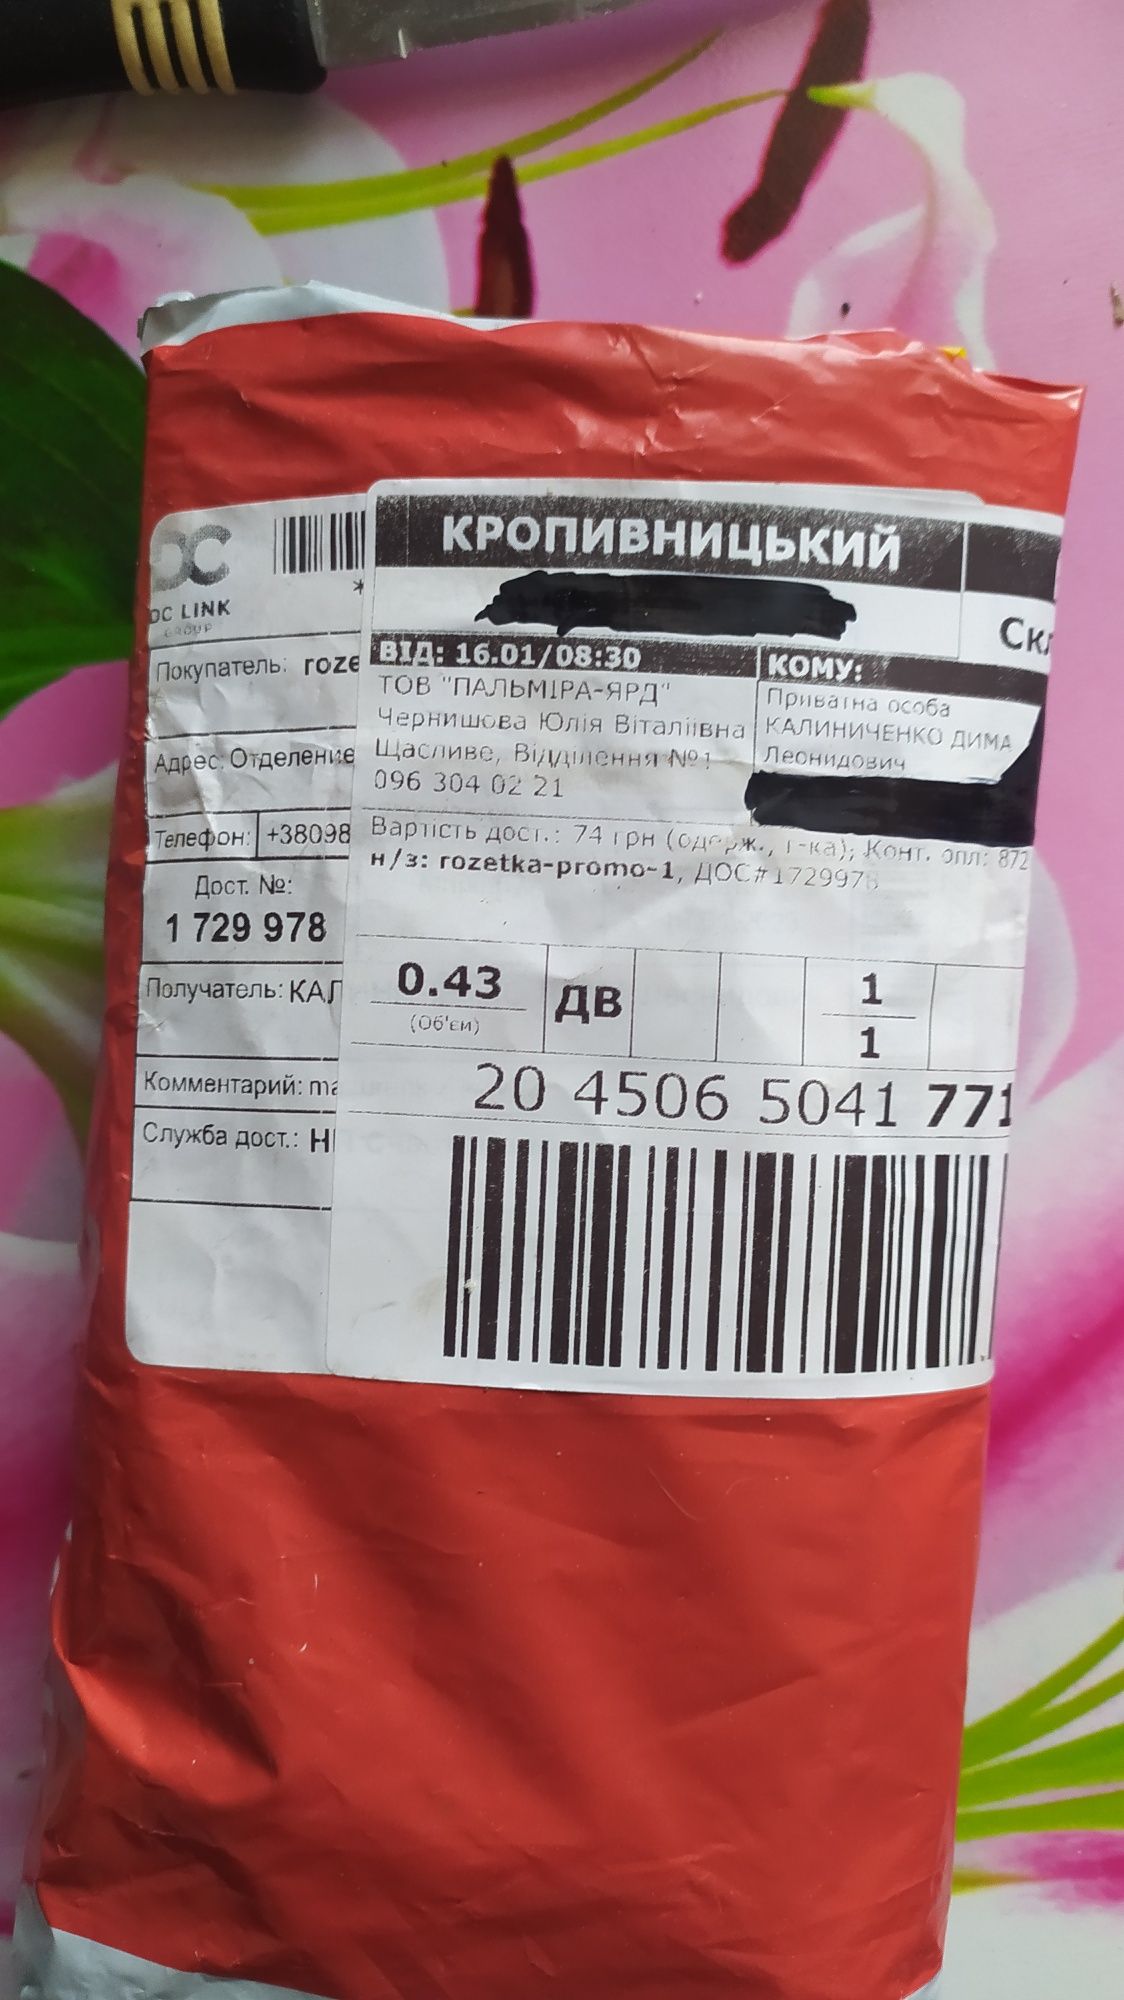 КРОПИВНИЦЬКИЙ
Скл
ВІД: 16.01/08:30
ТОВ "ПАЛЬМІРА-ЯРД"
Чернишова Юлія Віталіївна
Щасливе, Відділення №1
096 304 02 21
КОМУ:
Приватна особа
КАЛИНИЧЕНКО ДИМА
Леонидович
Вартість дост.: 74 грн (одерж., г-ка); Конт. опл: 872
н/з: rozetka-promo-1, ДОС#1729978
0.43
(Об'єм)
ДВ
1
1
20 4506 5041 771
DC LINK
GROUP
Покупатель: roze
Адрес: Отделение
Телефон: +38098
Дост. №:
1 729 978
Получатель: КАЛ
Комментарий: ma
Служба дост.: Н